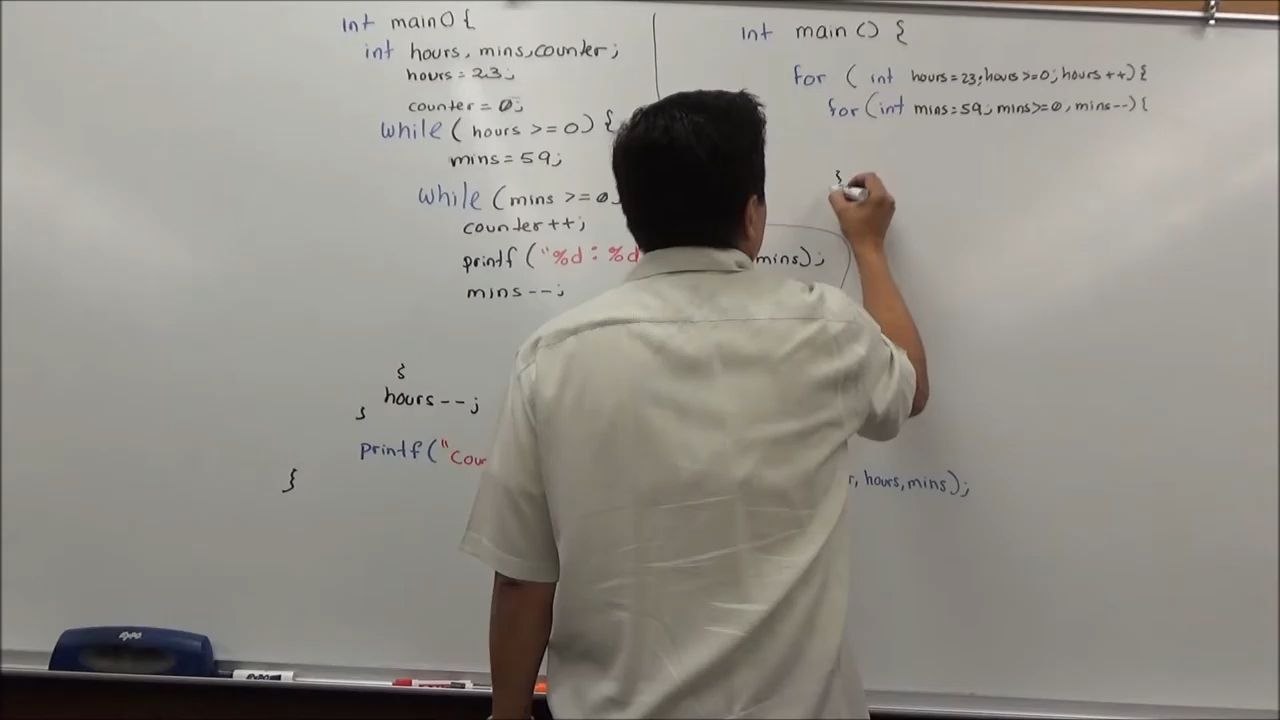 int main() {
int hours, mins, counter;
hours = 23;
counter = 0;
while ( hours >= 0 ) {
mins = 59;
while ( mins >= 0
counter++;
printf ("%d : %d mins);
mins--;
}
hours--;
}
printf("Cour r, hours, mins);
}
int main () {
for ( int hours=23; hours>=0; hours ++) {
for (int mins=59; mins>=0, mins--) {
}
expo